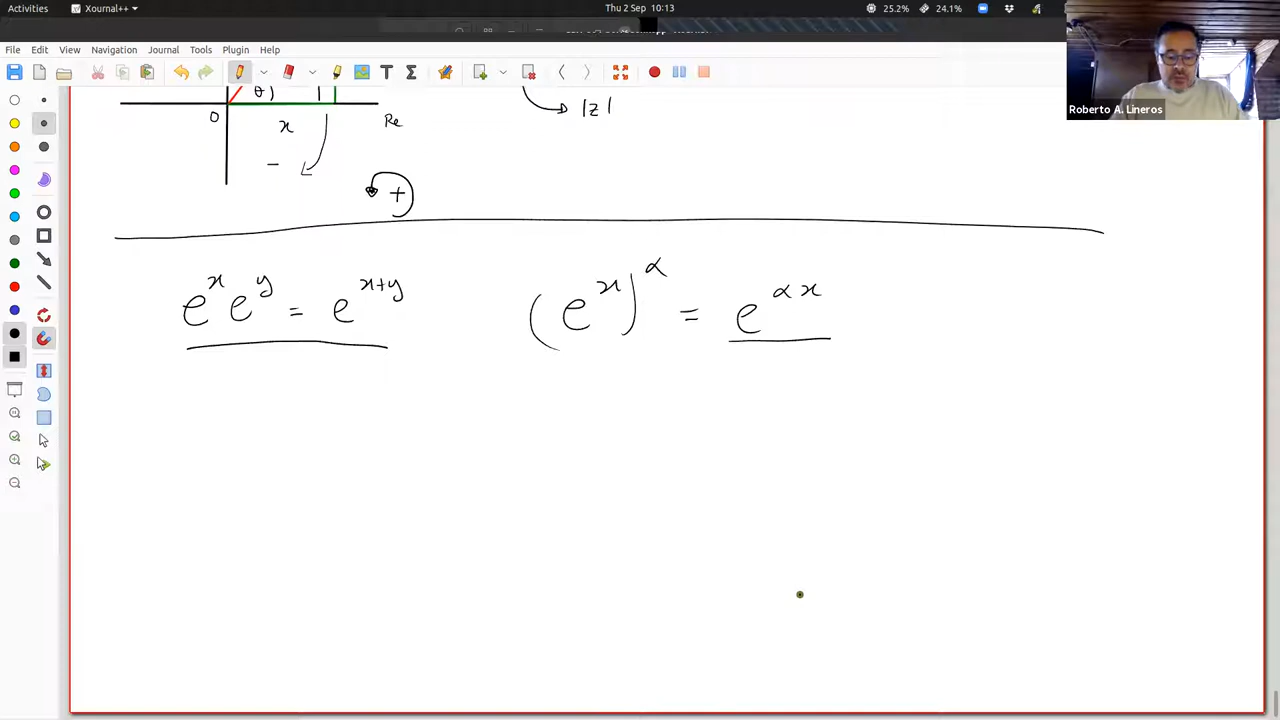 Activities Xournal++ Thu 2 Sep 10:13 25.2% 24.1%
File Edit View Navigation Journal Tools Plugin Help
Roberto A. Lineros
θ
0 x Re |z|
−
+
e^x e^y = e^{x+y} (e^x)^α = e^{αx}